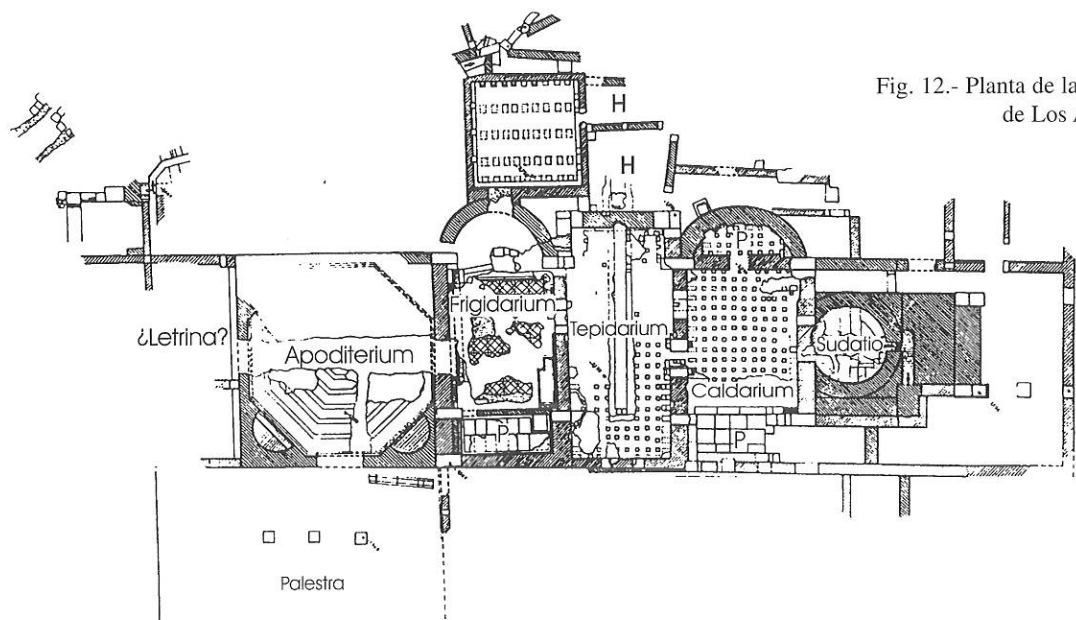 Fig. 12.- Planta de la
de Los
H
H
P
Frigidarium
¿Letrina?
Apoditerium
Tepidarium
Sudatio
Caldarium
P
P
Palestra